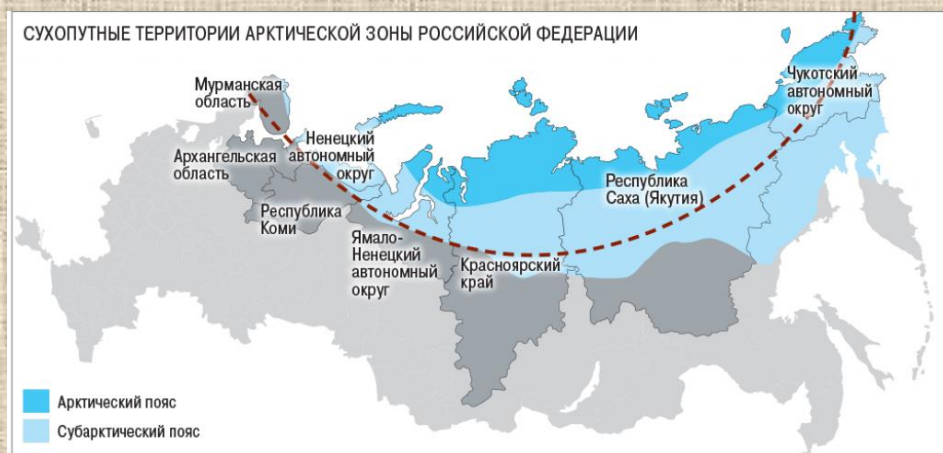 СУХОПУТНЫЕ ТЕРРИТОРИИ АРКТИЧЕСКОЙ ЗОНЫ РОССИЙСКОЙ ФЕДЕРАЦИИ
Мурманская
область
Чукотский
автономный
округ
Ненецкий
автономный
округ
Архангельская
область
Республика
Саха (Якутия)
Республика
Коми
Ямало-
Ненецкий
автономный
округ
Красноярский
край
Арктический пояс
Субарктический пояс